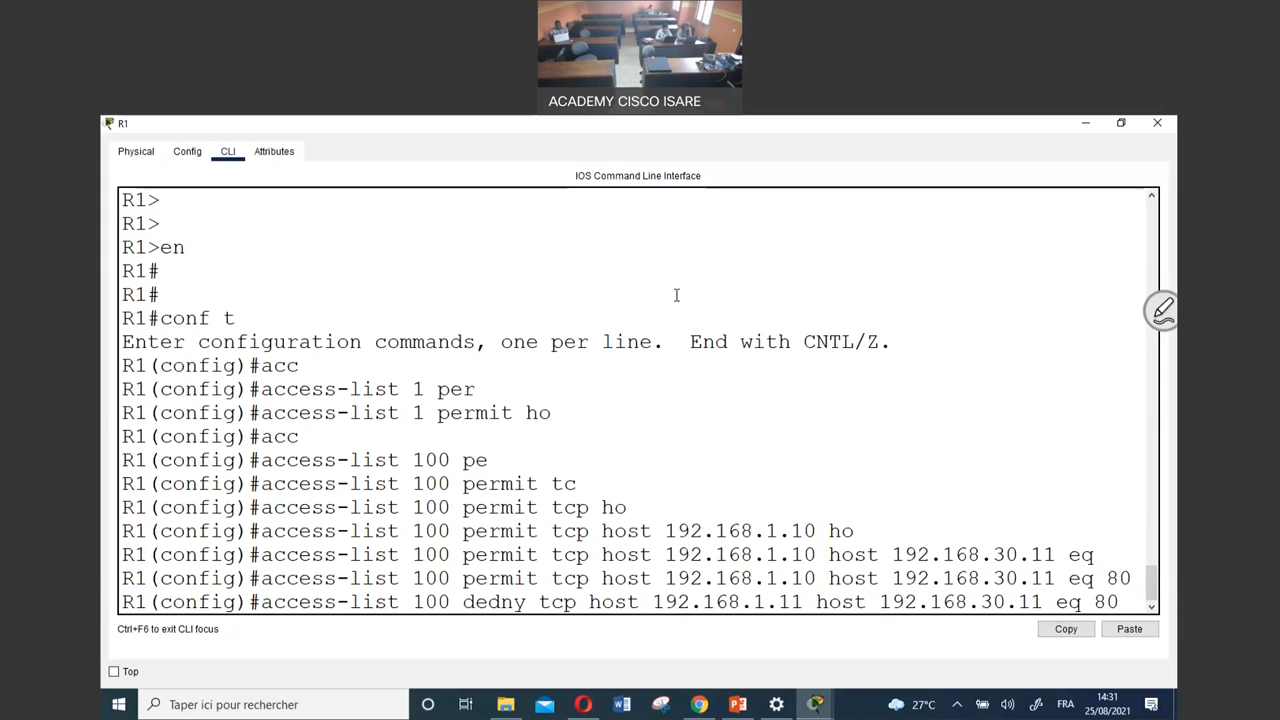 ACADEMY CISCO ISARE
R1
Physical Config CLI Attributes
IOS Command Line Interface
R1>
R1>
R1>en
R1#
R1#
R1#conf t
Enter configuration commands, one per line.  End with CNTL/Z.
R1(config)#acc
R1(config)#access-list 1 per
R1(config)#access-list 1 permit ho
R1(config)#acc
R1(config)#access-list 100 pe
R1(config)#access-list 100 permit tc
R1(config)#access-list 100 permit tcp ho
R1(config)#access-list 100 permit tcp host 192.168.1.10 ho
R1(config)#access-list 100 permit tcp host 192.168.1.10 host 192.168.30.11 eq
R1(config)#access-list 100 permit tcp host 192.168.1.10 host 192.168.30.11 eq 80
R1(config)#access-list 100 dedny tcp host 192.168.1.11 host 192.168.30.11 eq 80
Ctrl+F6 to exit CLI focus
Copy Paste
Top
Taper ici pour rechercher
27°C FRA 14:31
25/08/2021